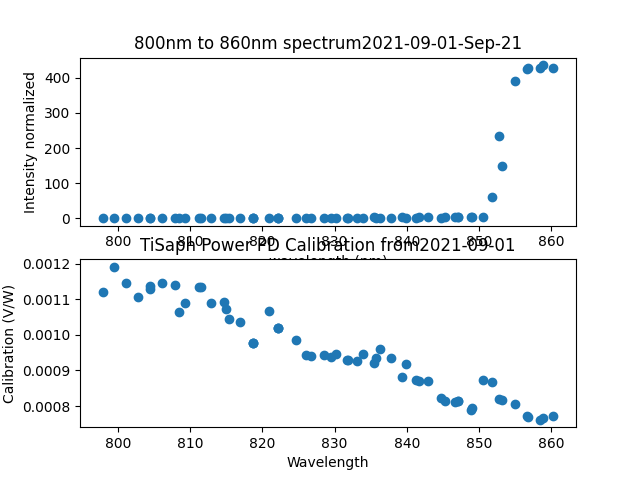 800nm to 860nm spectrum2021-09-01-Sep-21
Intensity normalized
400
300
200
100
0
800 810 820 830 840 850 860
wavelength (nm)
TiSaph Power PD Calibration from2021-09-01
Calibration (V/W)
0.0012
0.0011
0.0010
0.0009
0.0008
800 810 820 830 840 850 860
Wavelength